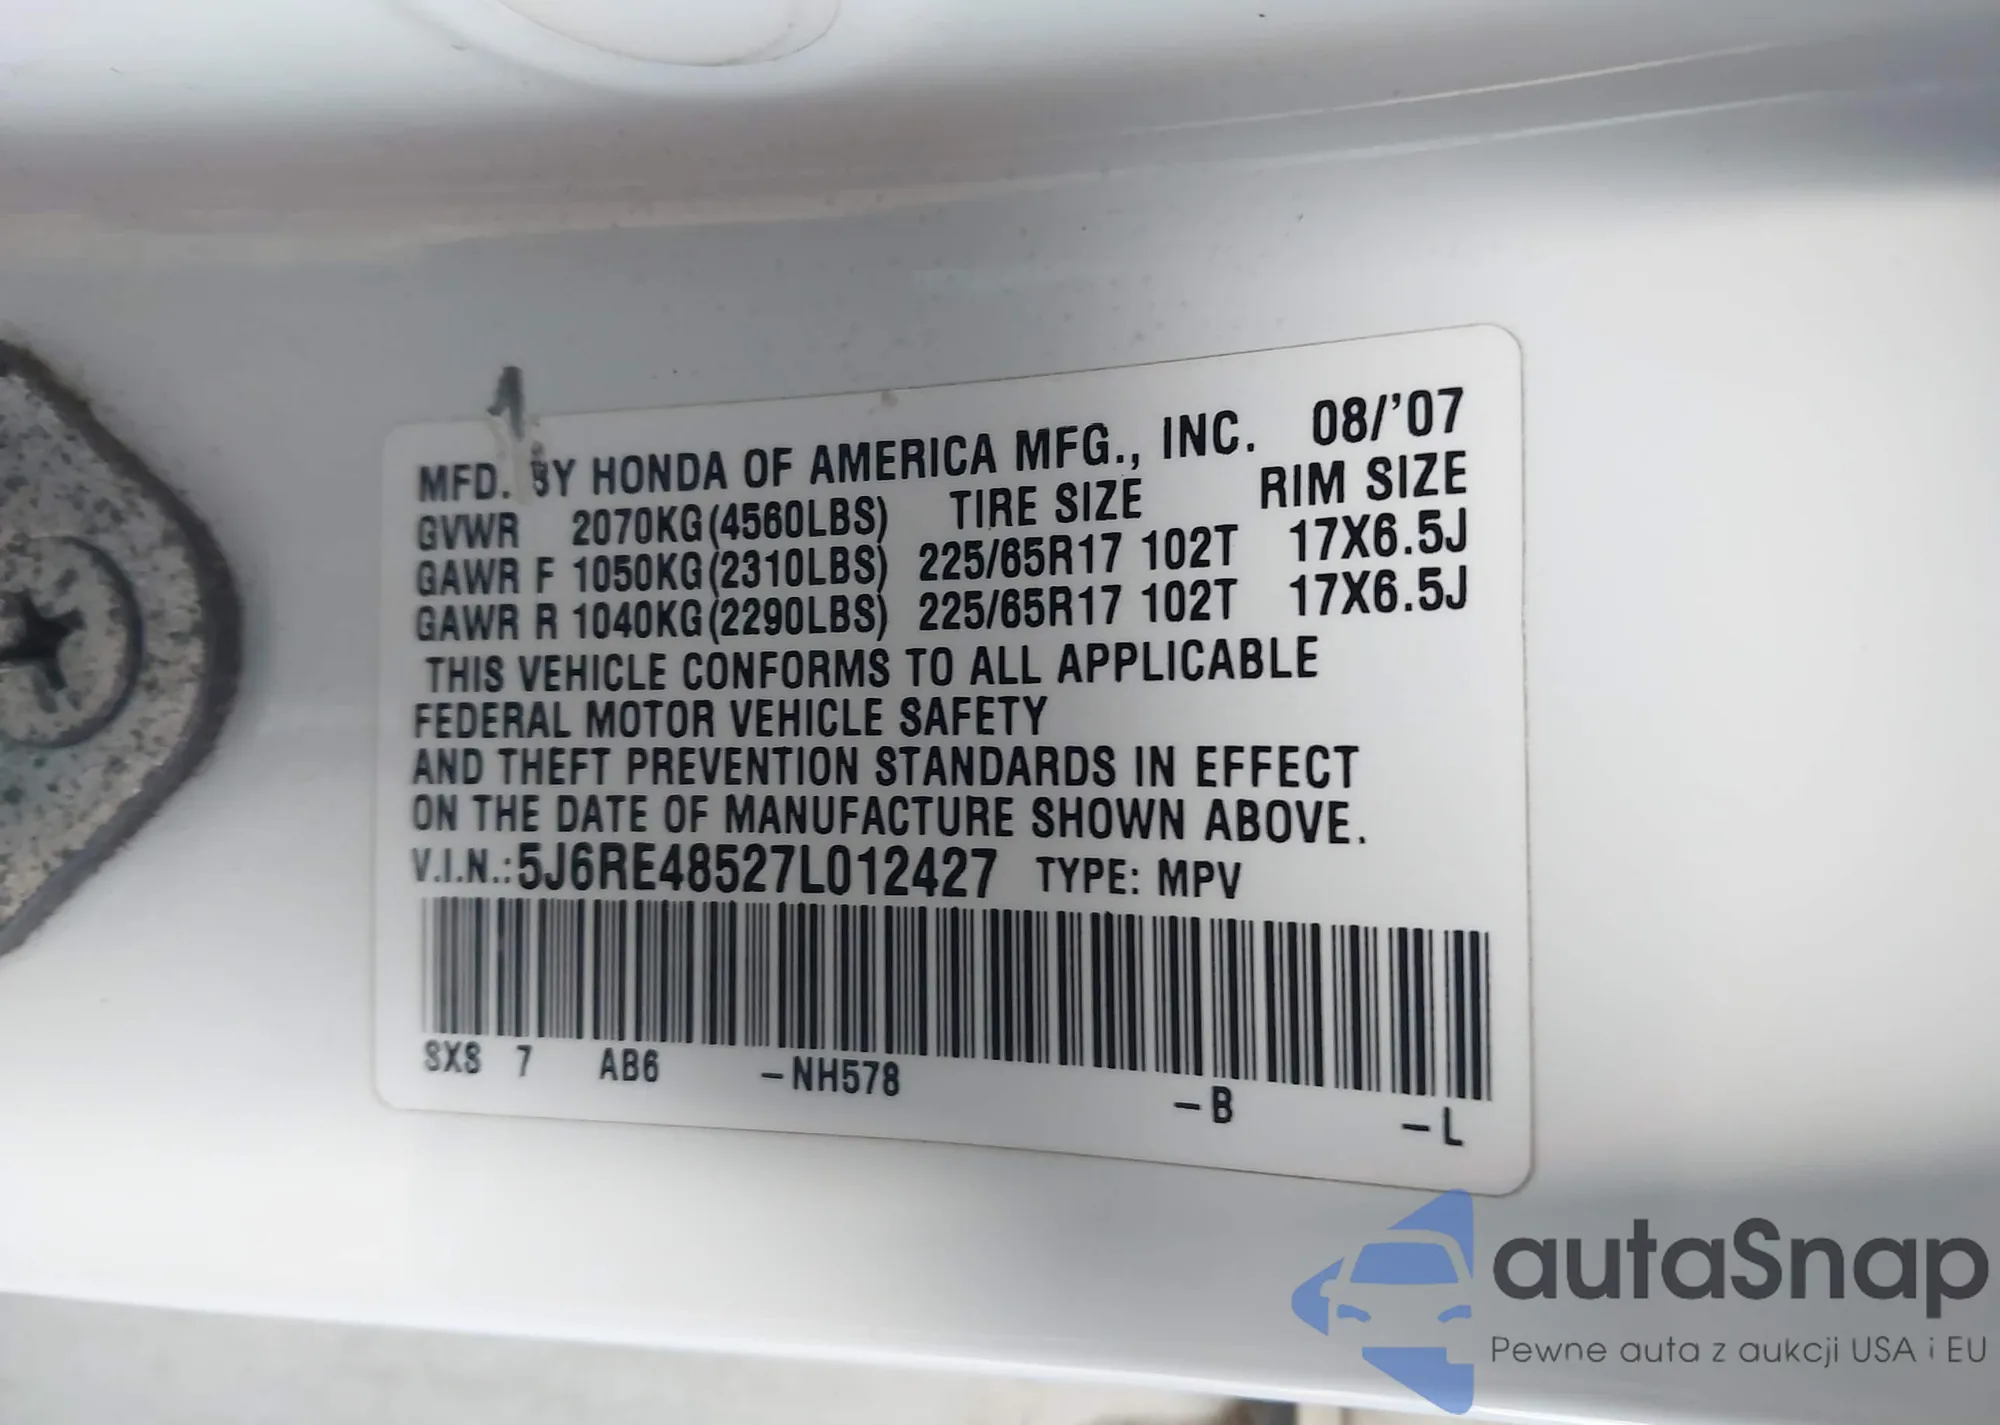 MFD. BY HONDA OF AMERICA MFG., INC. 08/'07
GVWR 2070KG(4560LBS) TIRE SIZE RIM SIZE
GAWR F 1050KG(2310LBS) 225/65R17 102T 17X6.5J
GAWR R 1040KG(2290LBS) 225/65R17 102T 17X6.5J
THIS VEHICLE CONFORMS TO ALL APPLICABLE
FEDERAL MOTOR VEHICLE SAFETY
AND THEFT PREVENTION STANDARDS IN EFFECT
ON THE DATE OF MANUFACTURE SHOWN ABOVE.
V.I.N.:5J6RE48527L012427 TYPE: MPV
SXS 7 AB6 -NH578 -B -L
autaSnap
Pewne auta z aukcji USA i EU